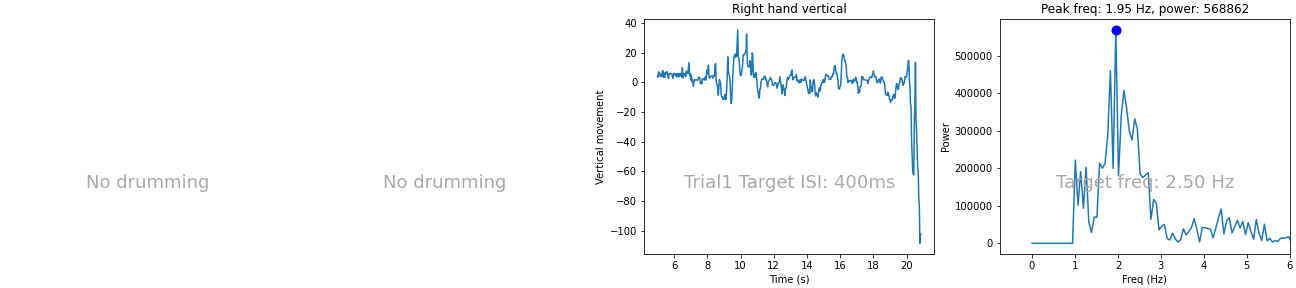 No drumming
No drumming
Right hand vertical
Vertical movement
40
20
0
−20
−40
−60
−80
−100
Trial1 Target ISI: 400ms
6 8 10 12 14 16 18 20
Time (s)
Peak freq: 1.95 Hz, power: 568862
Power
500000
400000
300000
200000
100000
0
Target freq: 2.50 Hz
0 1 2 3 4 5 6
Freq (Hz)